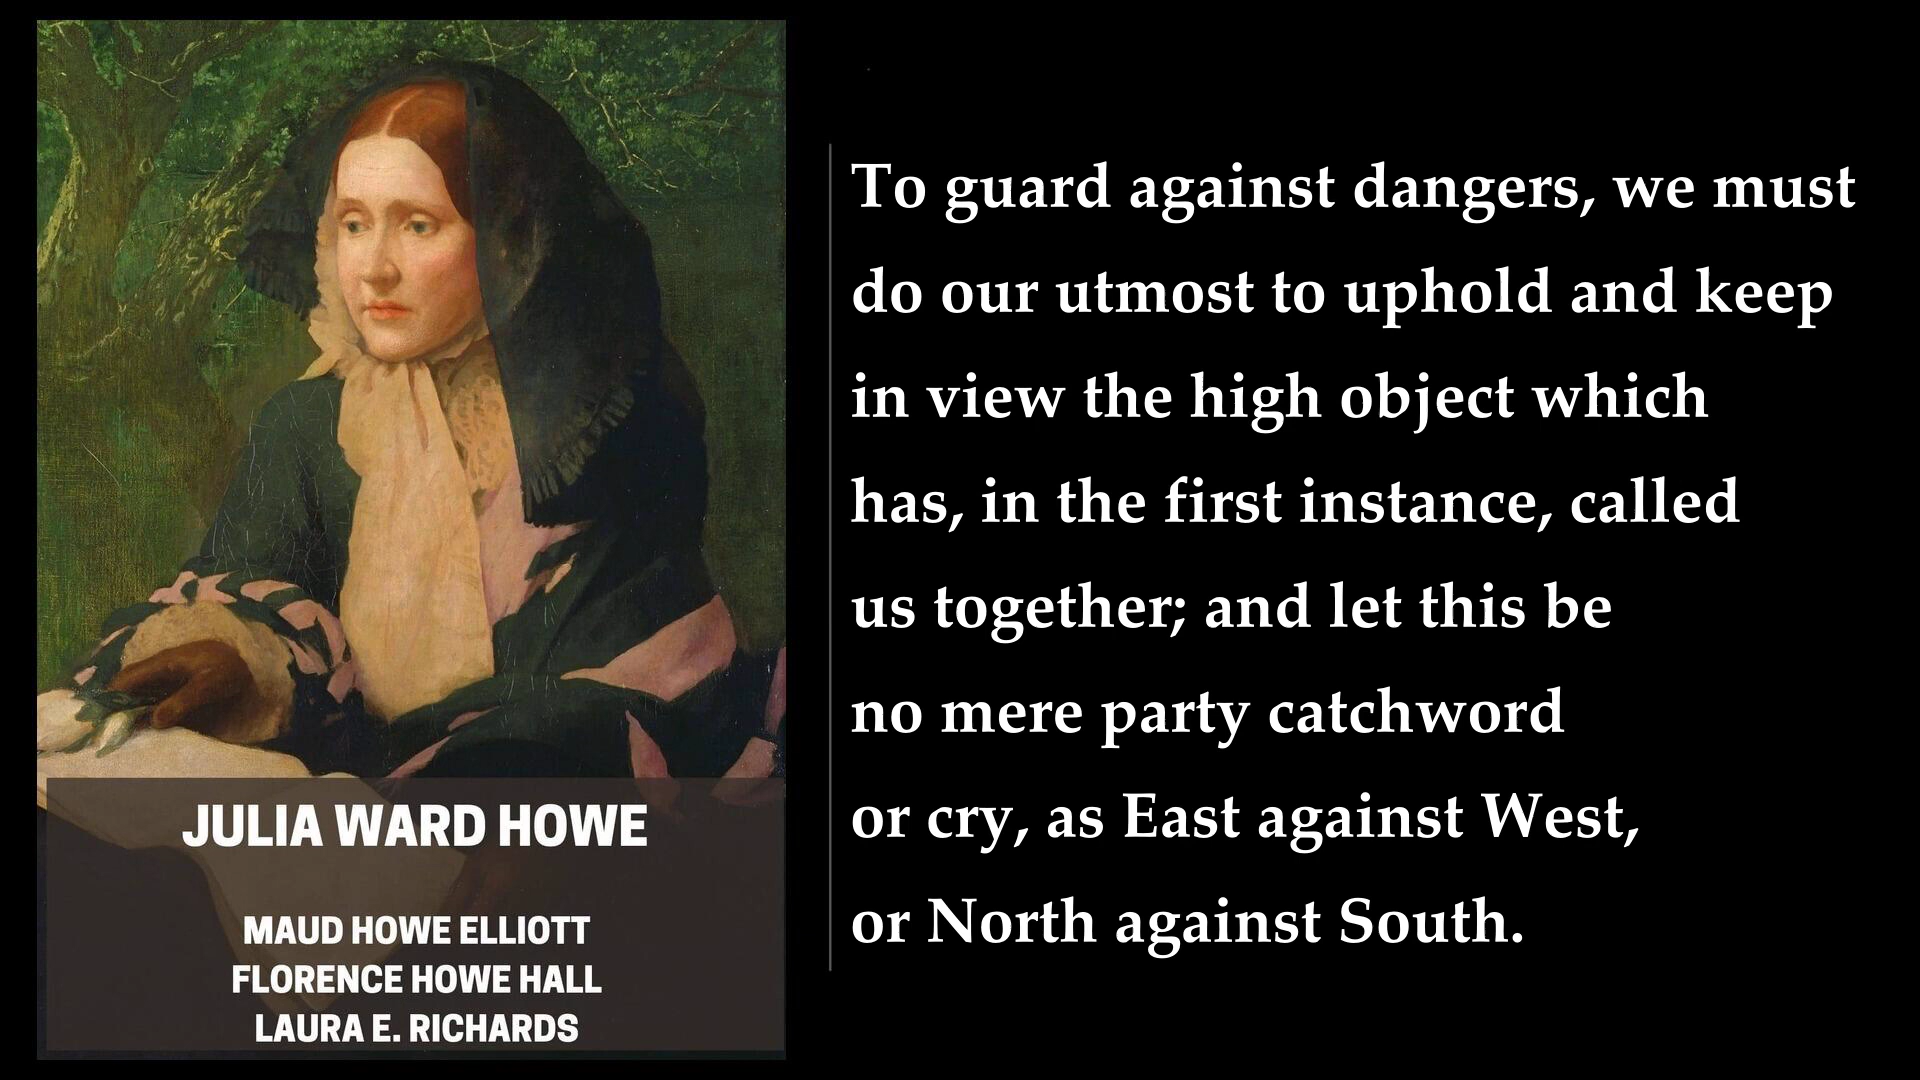 JULIA WARD HOWE
MAUD HOWE ELLIOTT
FLORENCE HOWE HALL
LAURA E. RICHARDS
To guard against dangers, we must
do our utmost to uphold and keep
in view the high object which
has, in the first instance, called
us together; and let this be
no mere party catchword
or cry, as East against West,
or North against South.